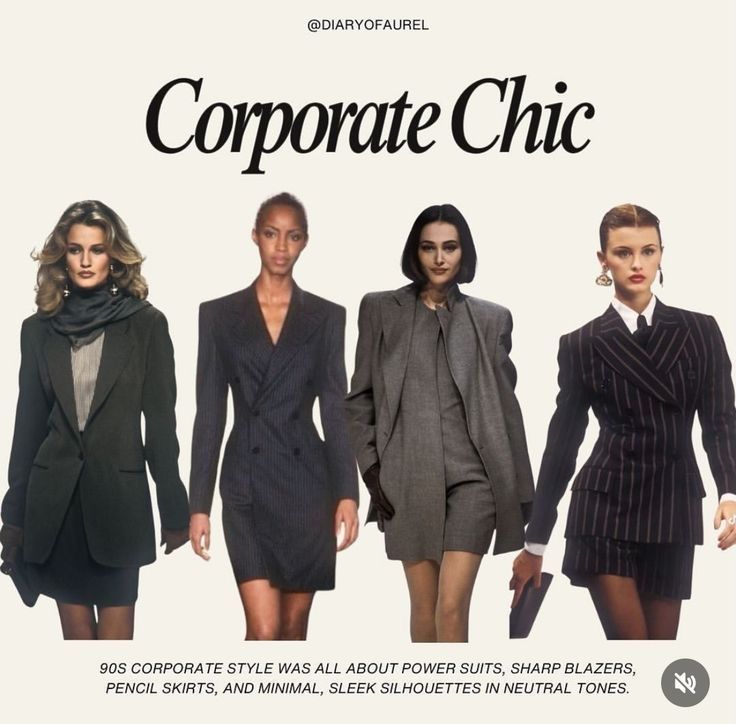 @DIARYOFAUREL
Corporate Chic
90S CORPORATE STYLE WAS ALL ABOUT POWER SUITS, SHARP BLAZERS,
PENCIL SKIRTS, AND MINIMAL, SLEEK SILHOUETTES IN NEUTRAL TONES.